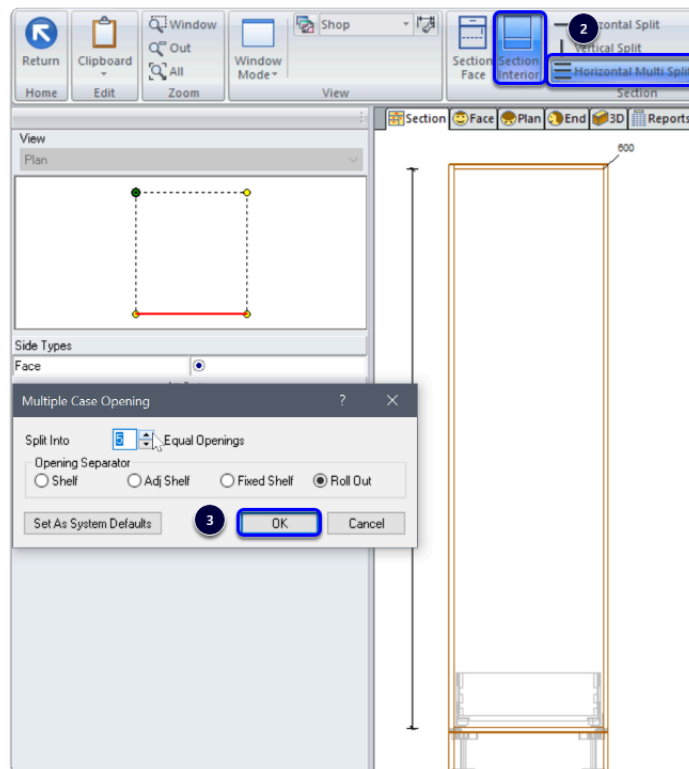 Return
Home
Clipboard
Edit
Window
Out
All
Zoom
Window
Mode
Shop
View
Section
Face
Section
Interior
2
Split
Vertical Split
Horizontal Multi Split
Section
Section
Face
Plan
End
3D
Reports
View
Plan
600
Side Types
Face
Multiple Case Opening
?
Split Into
5
Equal Openings
Opening Separator
Shelf
Adj Shelf
Fixed Shelf
Roll Out
Set As System Defaults
3
OK
Cancel